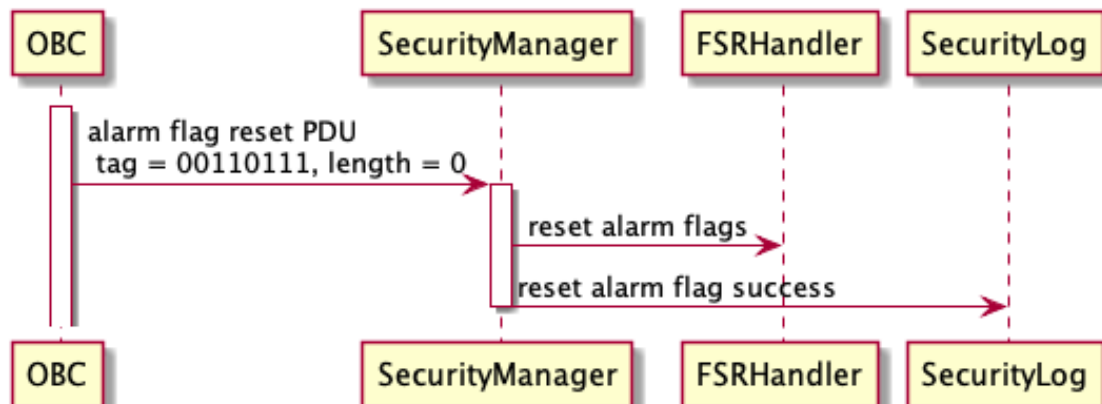 OBC SecurityManager FSRHandler SecurityLog
alarm flag reset PDU
tag = 00110111, length = 0
reset alarm flags
reset alarm flag success
OBC SecurityManager FSRHandler SecurityLog